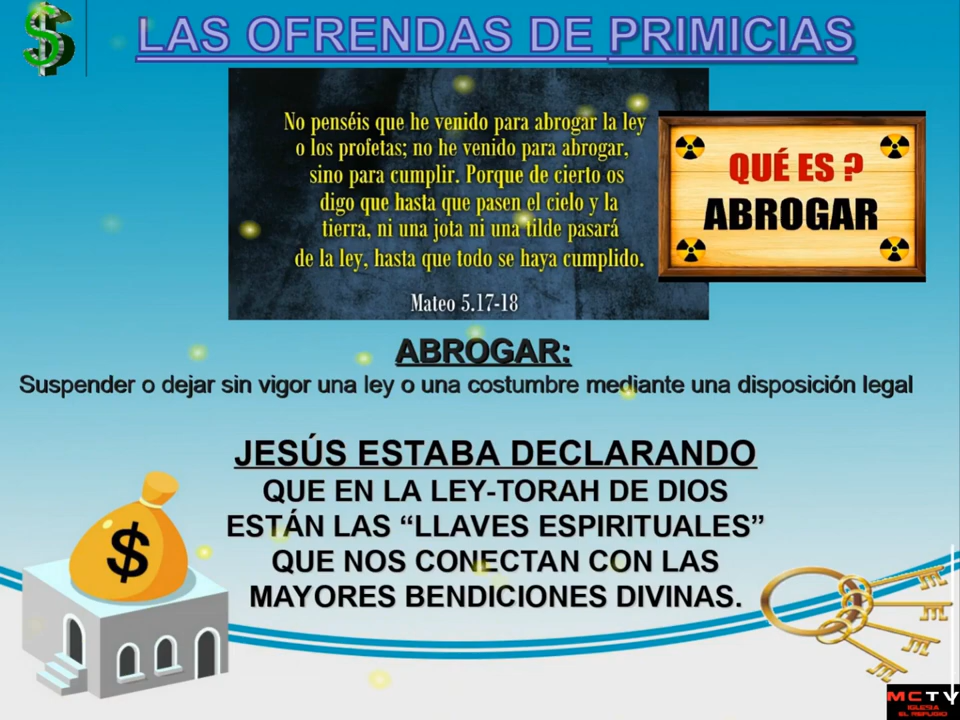 $
LAS OFRENDAS DE PRIMICIAS
No penséis que he venido para abrogar la ley
o los profetas; no he venido para abrogar,
sino para cumplir. Porque de cierto os
digo que hasta que pasen el cielo y la
tierra, ni una jota ni una tilde pasará
de la ley, hasta que todo se haya cumplido.
Mateo 5.17-18
QUÉ ES ?
ABROGAR
ABROGAR:
Suspender o dejar sin vigor una ley o una costumbre mediante una disposición legal
JESÚS ESTABA DECLARANDO
QUE EN LA LEY-TORAH DE DIOS
ESTÁN LAS “LLAVES ESPIRITUALES”
QUE NOS CONECTAN CON LAS
MAYORES BENDICIONES DIVINAS.
$
MCTV
IGLESIA
EL REFUGIO